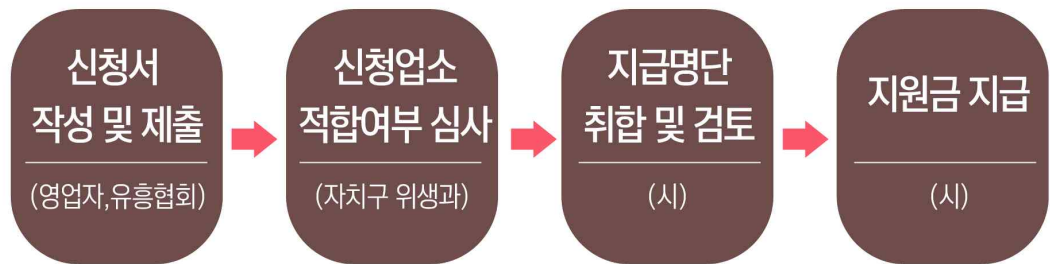 신청서
작성 및 제출
(영업자,유흥협회)
신청업소
적합여부 심사
(자치구 위생과)
지급명단
취합 및 검토
(시)
지원금 지급
(시)